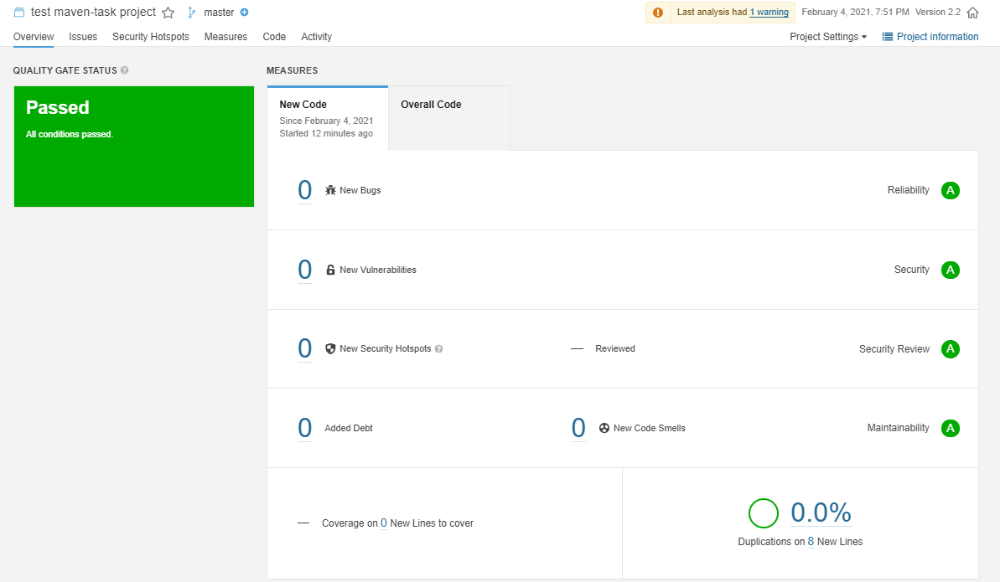 test maven-task project master Last analysis had 1 warning February 4, 2021, 7:51 PM Version 2.2
Overview Issues Security Hotspots Measures Code Activity Project Settings Project information
QUALITY GATE STATUS ?
Passed
All conditions passed.
MEASURES
New Code
Since February 4, 2021
Started 12 minutes ago
Overall Code
0 New Bugs Reliability A
0 New Vulnerabilities Security A
0 New Security Hotspots ? — Reviewed Security Review A
0 Added Debt 0 New Code Smells Maintainability A
— Coverage on 0 New Lines to cover
0.0%
Duplications on 8 New Lines